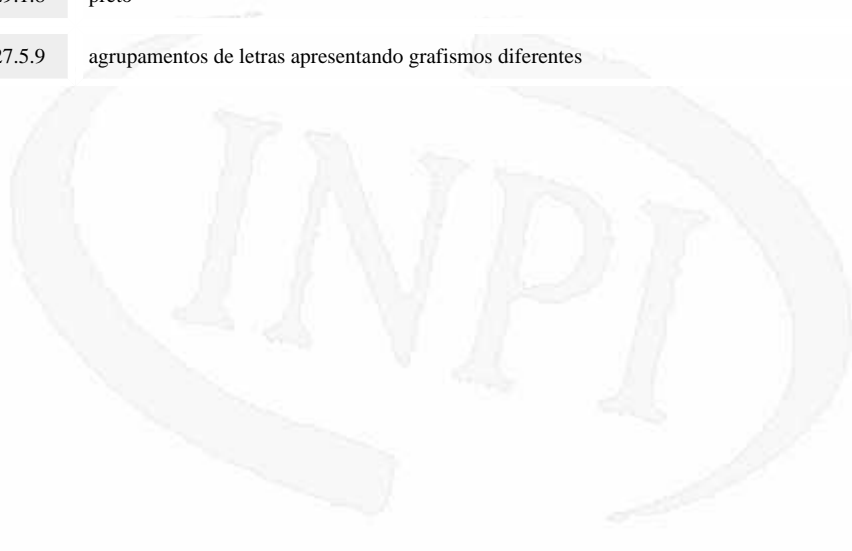 preto
27.5.9 agrupamentos de letras apresentando grafismos diferentes
INPI